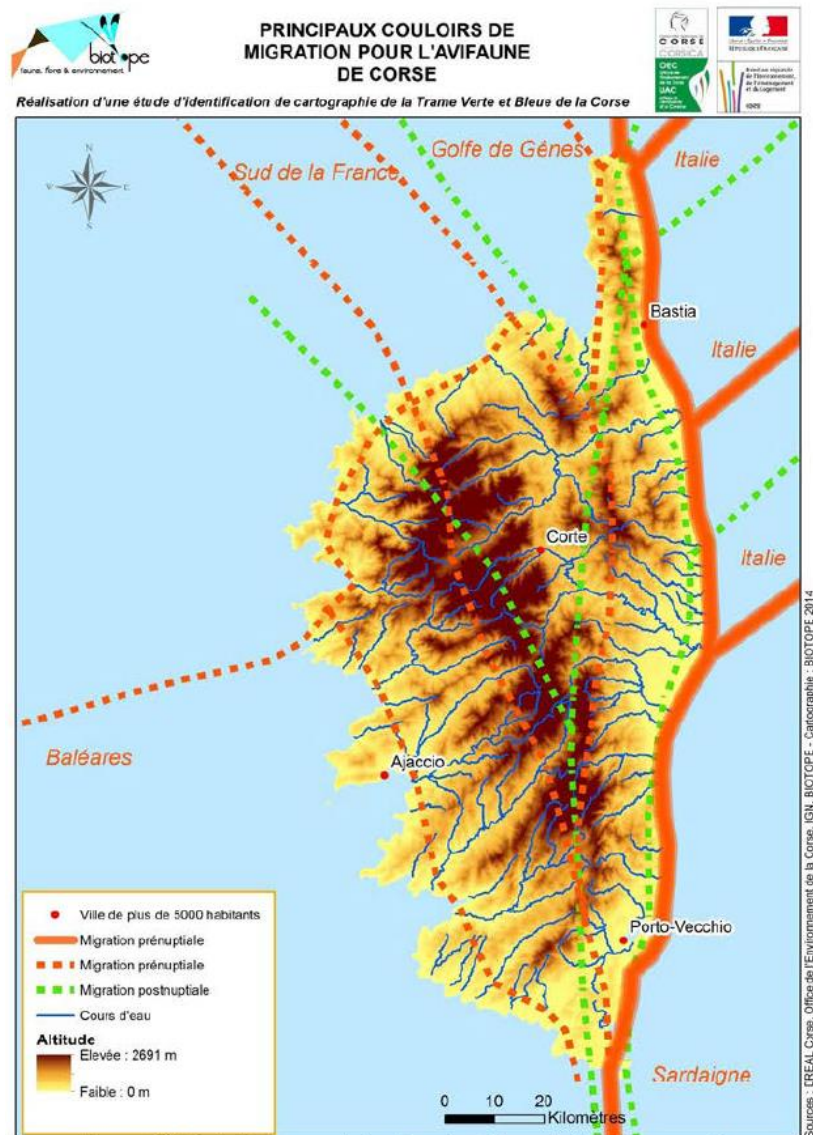 biotope
faune, flore & environnement
PRINCIPAUX COULOIRS DE
MIGRATION POUR L'AVIFAUNE
DE CORSE
CORSE
CORSICA
OEC
UAC
RÉPUBLIQUE FRANÇAISE
CORSE
Réalisation d'une étude d'identification de cartographie de la Trame Verte et Bleue de la Corse
N
E
S
Sud de la France
Golfe de Gênes
Italie
Bastia
Italie
Corte
Italie
Baléares
Ajaccio
Porto-Vecchio
Sardaigne
Ville de plus de 5000 habitants
Migration prénuptiale
Migration prénuptiale
Migration postnuptiale
Cours d'eau
Altitude
Elevée : 2691 m
Faible : 0 m
0 10 20
Kilomètres
Sources : DREAL Corse, Office de l'Environnement de la Corse, IGN, BIOTOPE - Cartographie : BIOTOPE 2014